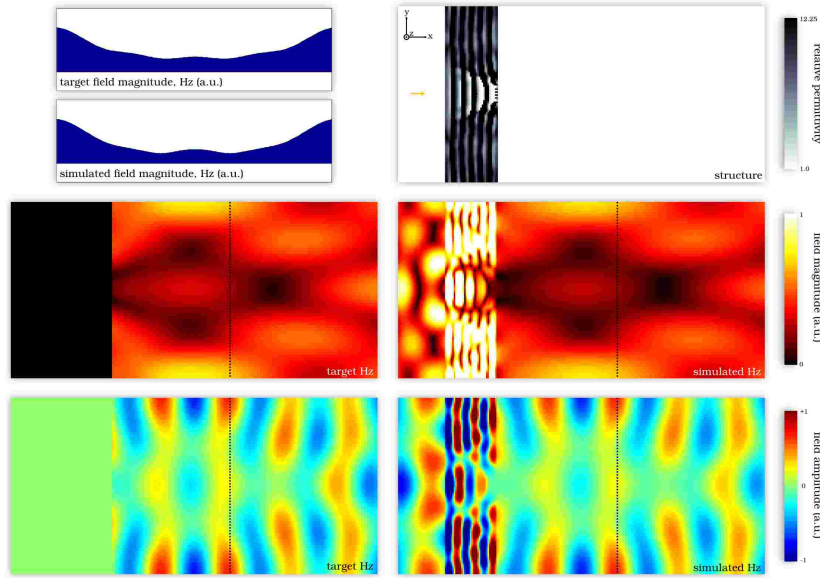 target field magnitude, Hz (a.u.)
simulated field magnitude, Hz (a.u.)
y
z
x
structure
12.25
relative permitivity
1.0
target Hz
simulated Hz
1
field magnitude (a.u.)
0
target Hz
simulated Hz
+1
field amplitude (a.u.)
0
−1